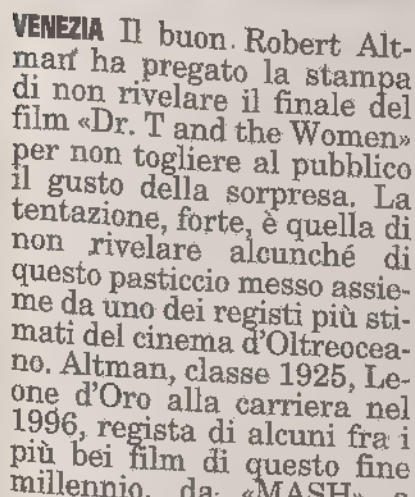 VENEZIA Il buon Robert Alt-
man ha pregato la stampa
di non rivelare il finale del
film «Dr. T and the Women»
per non togliere al pubblico
il gusto della sorpresa. La
tentazione, forte, è quella di
non rivelare alcunché di
questo pasticcio messo assie-
me da uno dei registi più sti-
mati del cinema d'Oltreocea-
no. Altman, classe 1925, Le-
one d'Oro alla carriera nel
1996, regista di alcuni fra i
più bei film di questo fine
millennio, da «MASH»